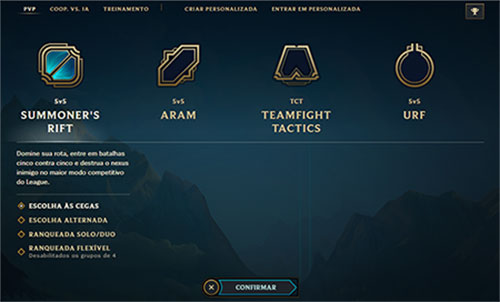 PVP COOP. VS. IA TREINAMENTO CRIAR PERSONALIZADA ENTRAR EM PERSONALIZADA
5v5 5v5 TCT 5v5
SUMMONER'S ARAM TEAMFIGHT URF
RIFT TACTICS
Domine sua rota, entre em batalhas
cinco contra cinco e destrua o nexus
inimigo no maior modo competitivo
do League.
ESCOLHA ÀS CEGAS
ESCOLHA ALTERNADA
RANQUEADA SOLO/DUO
RANQUEADA FLEXÍVEL
Desabilitados os grupos de 4
CONFIRMAR